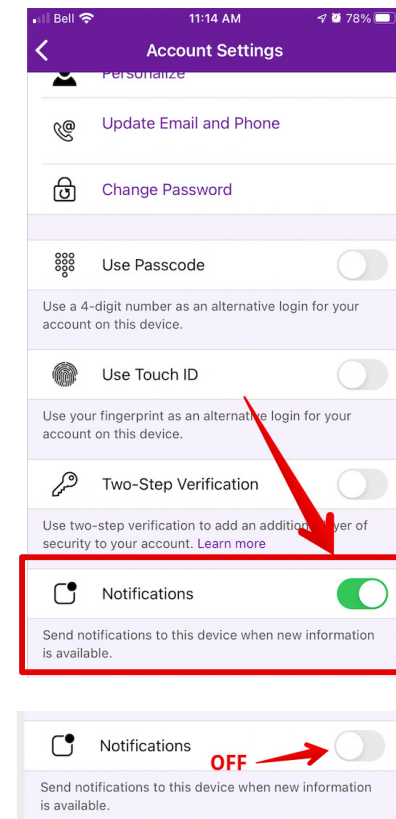 Bell 11:14 AM 78%
Account Settings
Personalize
Update Email and Phone
Change Password
Use Passcode
Use a 4-digit number as an alternative login for your
account on this device.
Use Touch ID
Use your fingerprint as an alternative login for your
account on this device.
Two-Step Verification
Use two-step verification to add an additional layer of
security to your account. Learn more
Notifications
Send notifications to this device when new information
is available.
Notifications
OFF
Send notifications to this device when new information
is available.